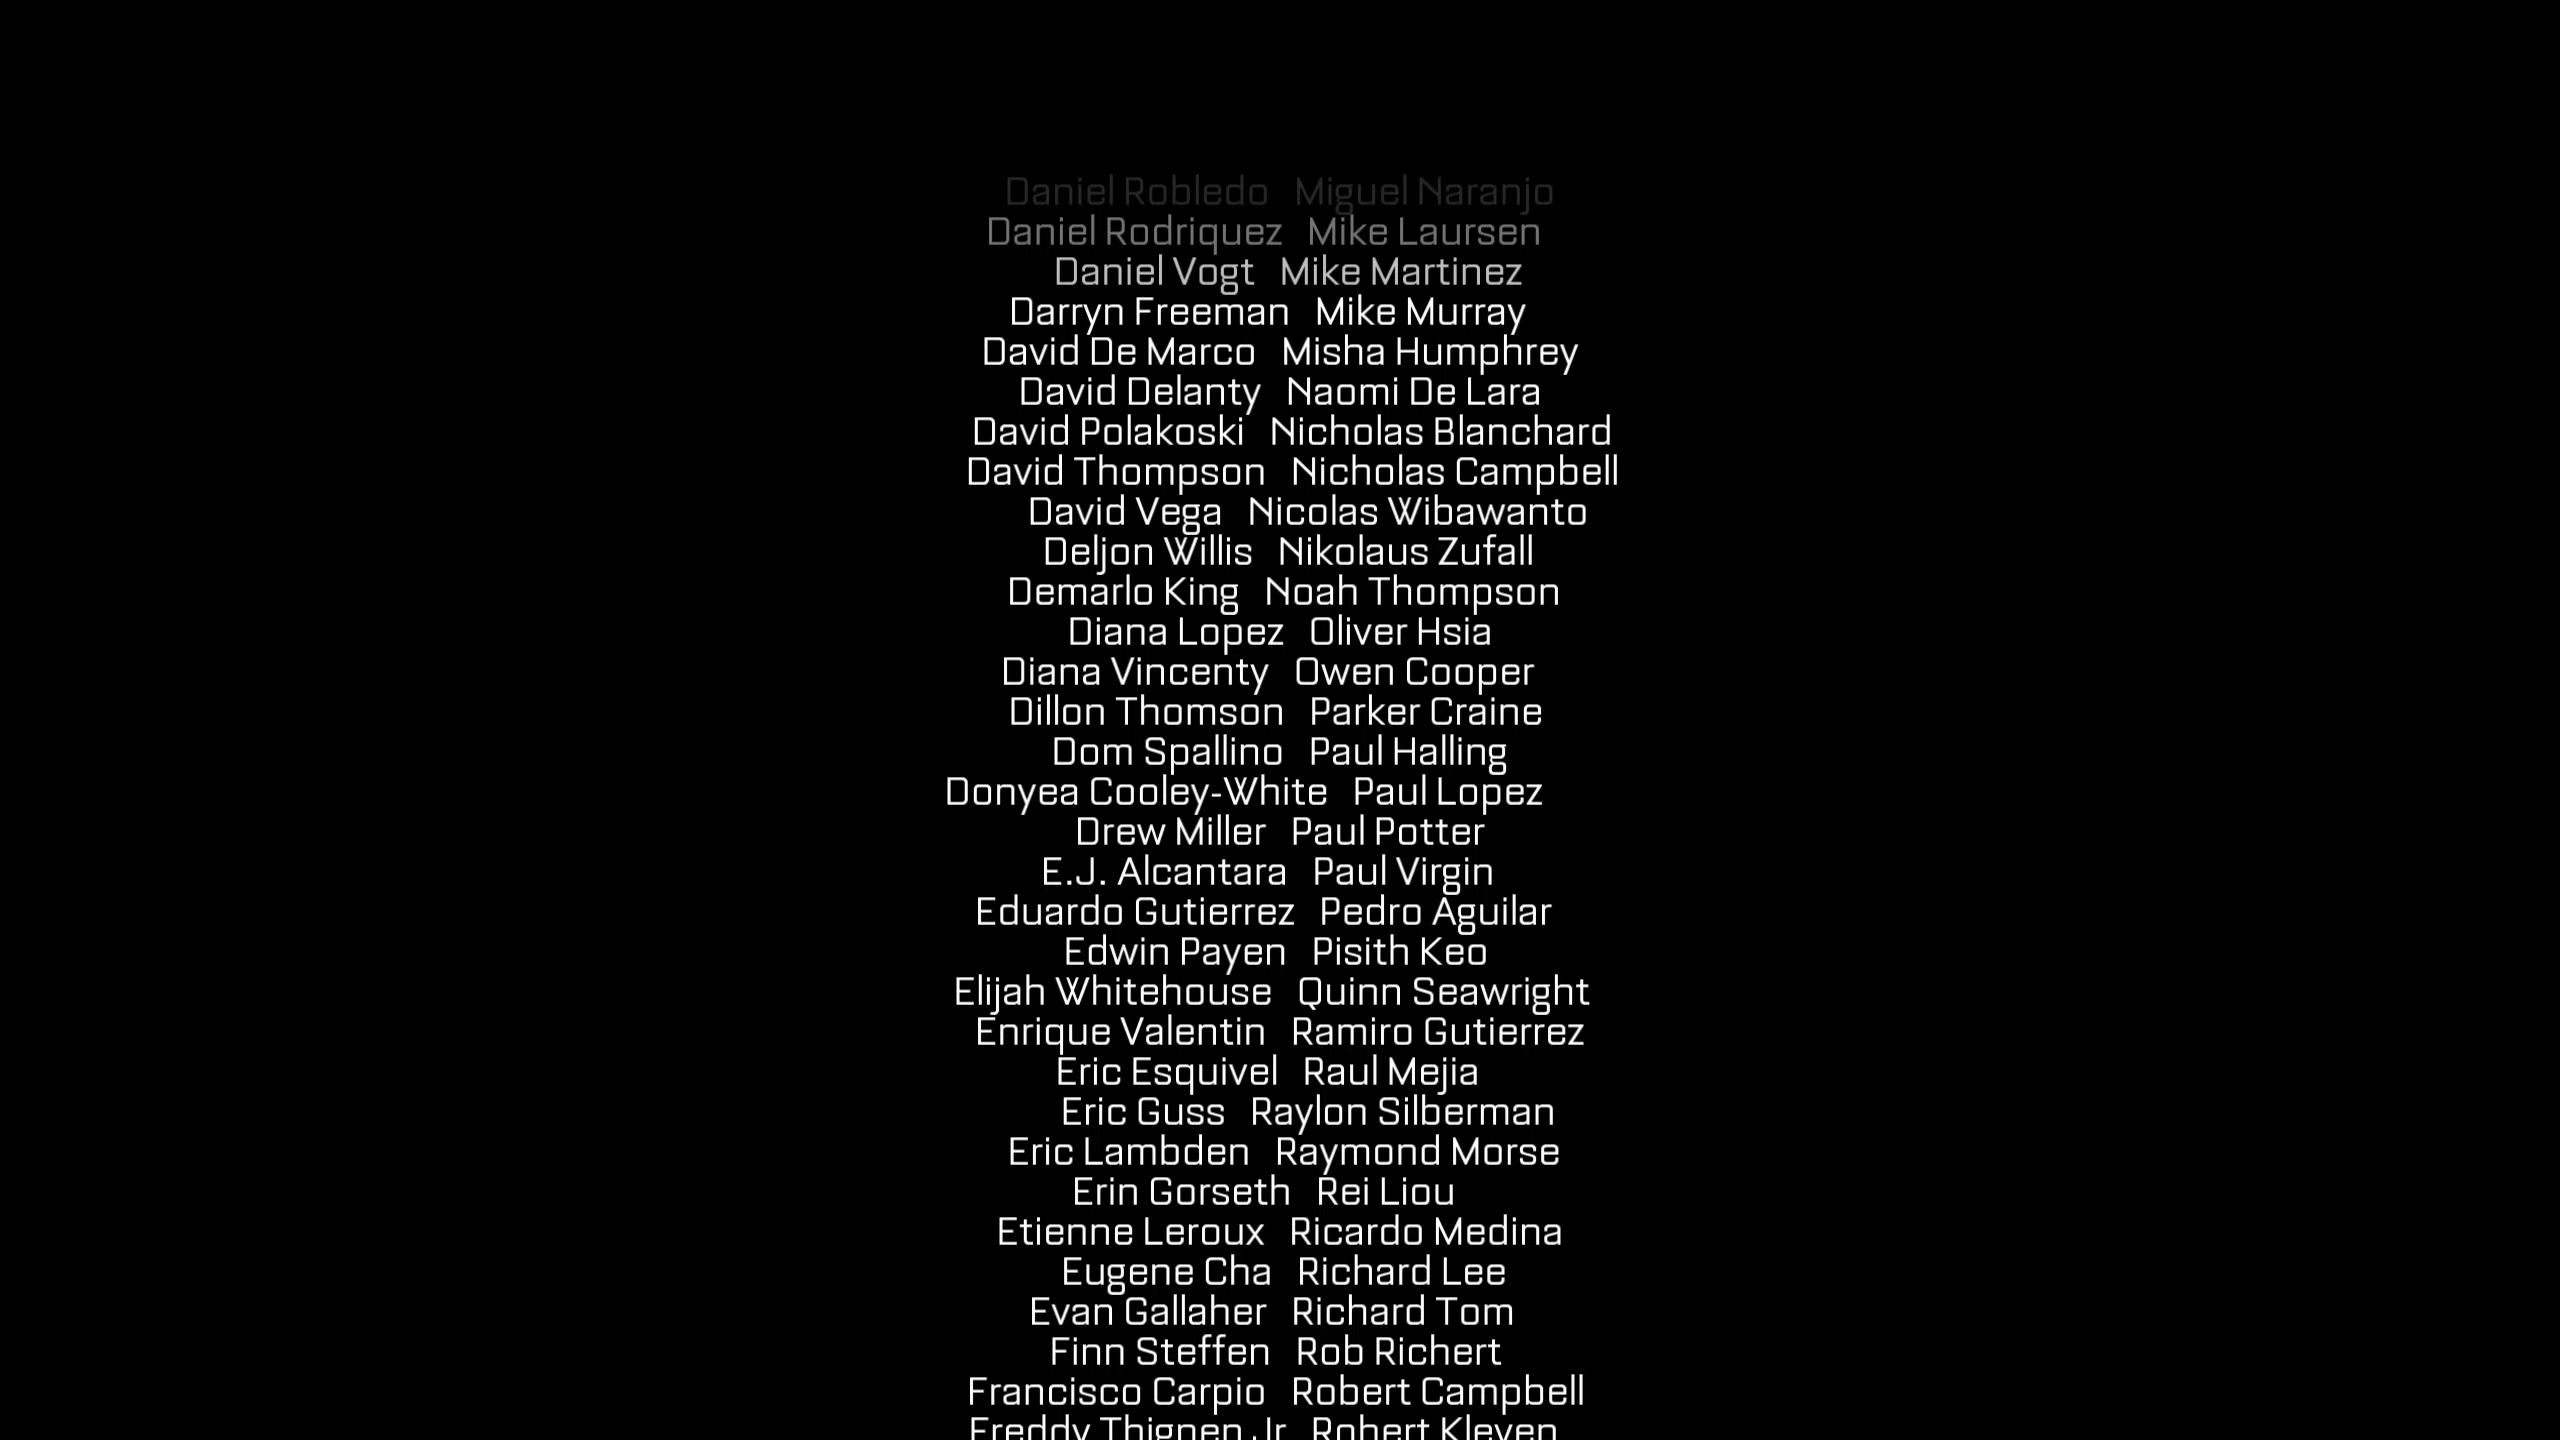 Daniel Robledo Miguel Naranjo
Daniel Rodriquez Mike Laursen
Daniel Vogt Mike Martinez
Darryn Freeman Mike Murray
David De Marco Misha Humphrey
David Delanty Naomi De Lara
David Polakoski Nicholas Blanchard
David Thompson Nicholas Campbell
David Vega Nicolas Wibawanto
Deljon Willis Nikolaus Zufall
Demarlo King Noah Thompson
Diana Lopez Oliver Hsia
Diana Vincenty Owen Cooper
Dillon Thomson Parker Craine
Dom Spallino Paul Halling
Donyea Cooley-White Paul Lopez
Drew Miller Paul Potter
E.J. Alcantara Paul Virgin
Eduardo Gutierrez Pedro Aguilar
Edwin Payen Pisith Keo
Elijah Whitehouse Quinn Seawright
Enrique Valentin Ramiro Gutierrez
Eric Esquivel Raul Mejia
Eric Guss Raylon Silberman
Eric Lambden Raymond Morse
Erin Gorseth Rei Liou
Etienne Leroux Ricardo Medina
Eugene Cha Richard Lee
Evan Gallaher Richard Tom
Finn Steffen Rob Richert
Francisco Carpio Robert Campbell
Freddy Thignen Jr Robert Kleven